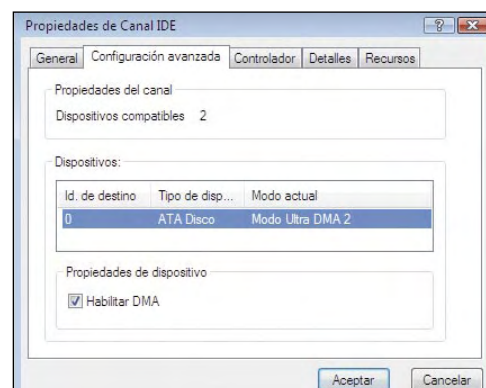 Propiedades de Canal IDE
General Configuración avanzada Controlador Detalles Recursos
Propiedades del canal
Dispositivos compatibles 2
Dispositivos:
Id. de destino Tipo de disp... Modo actual
0 ATA Disco Modo Ultra DMA 2
Propiedades de dispositivo
Habilitar DMA
Aceptar Cancelar